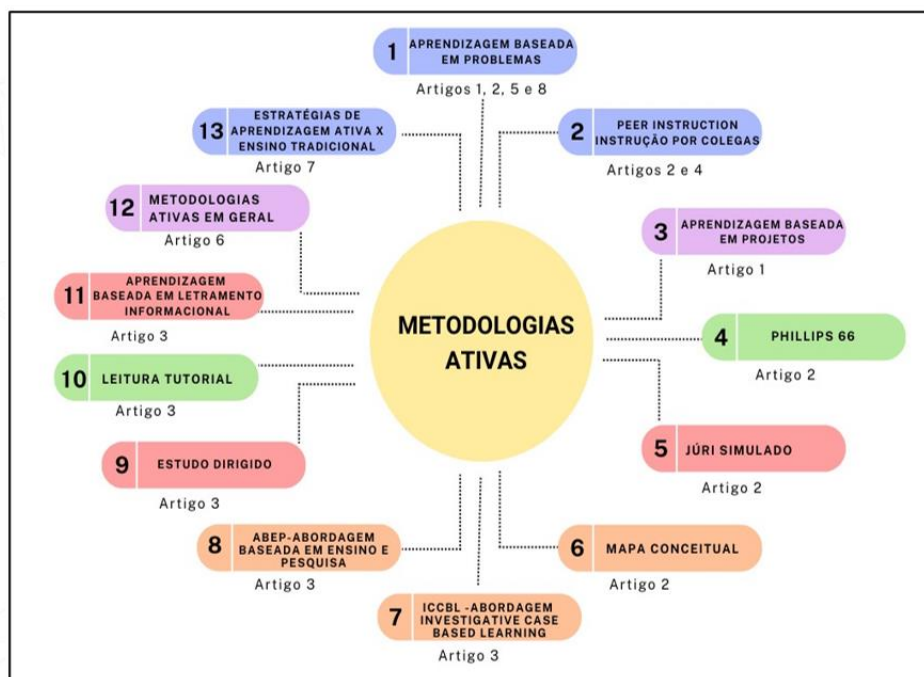 1
APRENDIZAGEM BASEADA
EM PROBLEMAS
Artigos 1, 2, 5 e 8
2
PEER INSTRUCTION
INSTRUÇÃO POR COLEGAS
Artigos 2 e 4
3
APRENDIZAGEM BASEADA
EM PROJETOS
Artigo 1
4
PHILLIPS 66
Artigo 2
5
JÚRI SIMULADO
Artigo 2
6
MAPA CONCEITUAL
Artigo 2
7
ICCBL -ABORDAGEM
INVESTIGATIVE CASE
BASED LEARNING
Artigo 3
8
ABEP-ABORDAGEM
BASEADA EM ENSINO E
PESQUISA
Artigo 3
9
ESTUDO DIRIGIDO
Artigo 3
10
LEITURA TUTORIAL
Artigo 3
11
APRENDIZAGEM
BASEADA EM LETRAMENTO
INFORMACIONAL
Artigo 3
12
METODOLOGIAS
ATIVAS EM GERAL
Artigo 6
13
ESTRATÉGIAS DE
APRENDIZAGEM ATIVA X
ENSINO TRADICIONAL
Artigo 7
METODOLOGIAS
ATIVAS